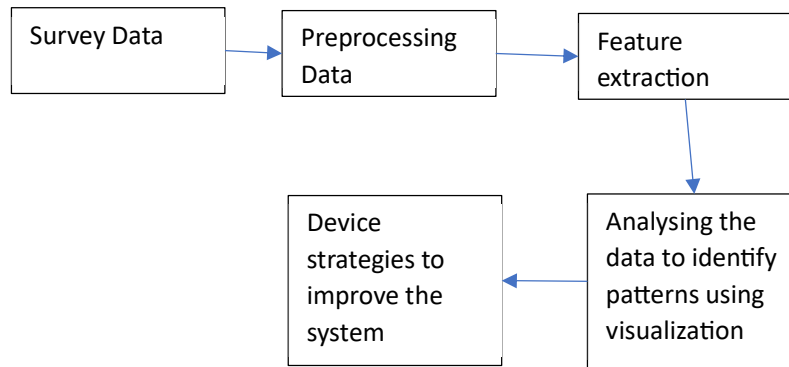 Survey Data
Preprocessing
Data
Feature
extraction
Analysing the
data to identify
patterns using
visualization
Device
strategies to
improve the
system